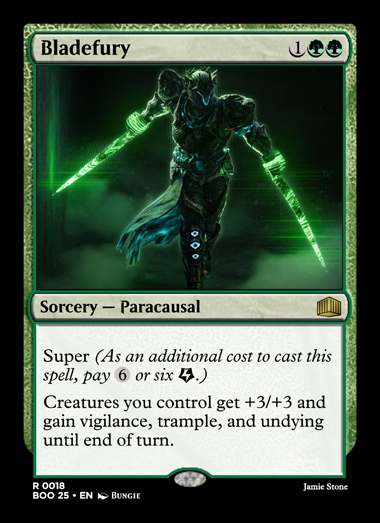 Bladefury 1
Sorcery — Paracausal
Super (As an additional cost to cast this
spell, pay 6 or six .)
Creatures you control get +3/+3 and
gain vigilance, trample, and undying
until end of turn.
R 0018
BOO 25 • EN Bungie
Jamie Stone